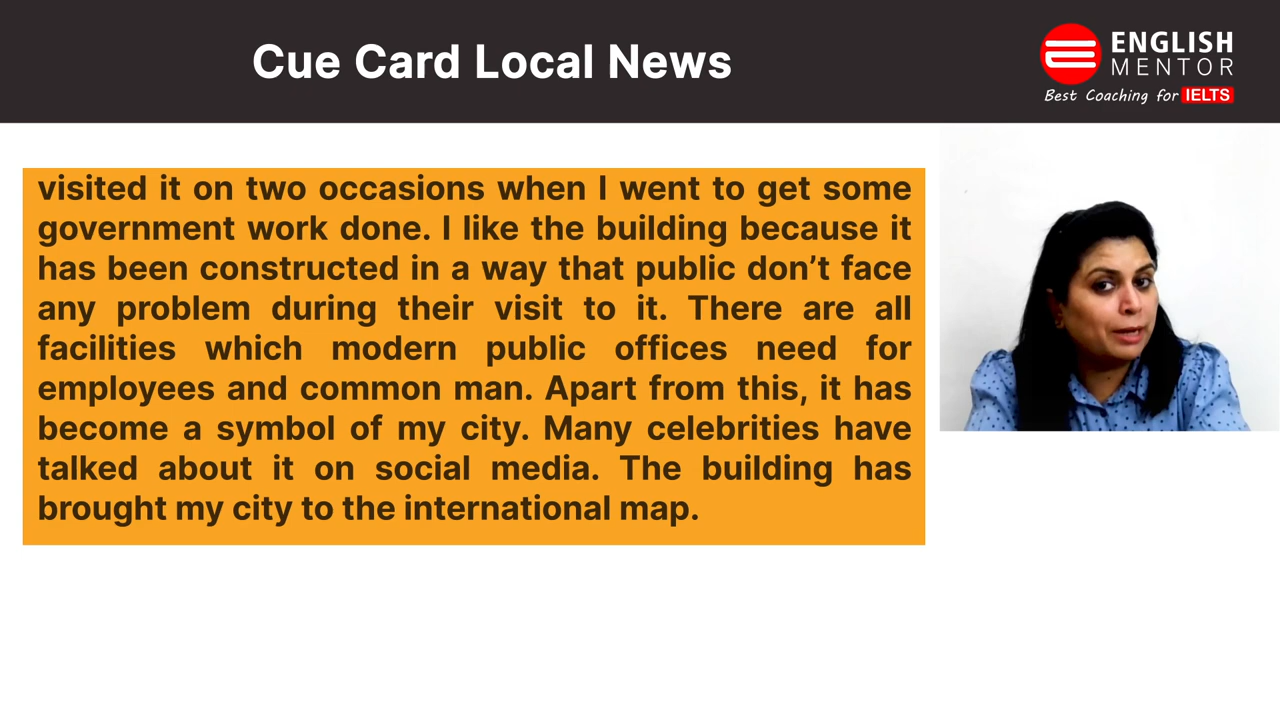 Cue Card Local News
ENGLISH
MENTOR
Best Coaching for IELTS
visited it on two occasions when I went to get some
government work done. I like the building because it
has been constructed in a way that public don’t face
any problem during their visit to it. There are all
facilities which modern public offices need for
employees and common man. Apart from this, it has
become a symbol of my city. Many celebrities have
talked about it on social media. The building has
brought my city to the international map.